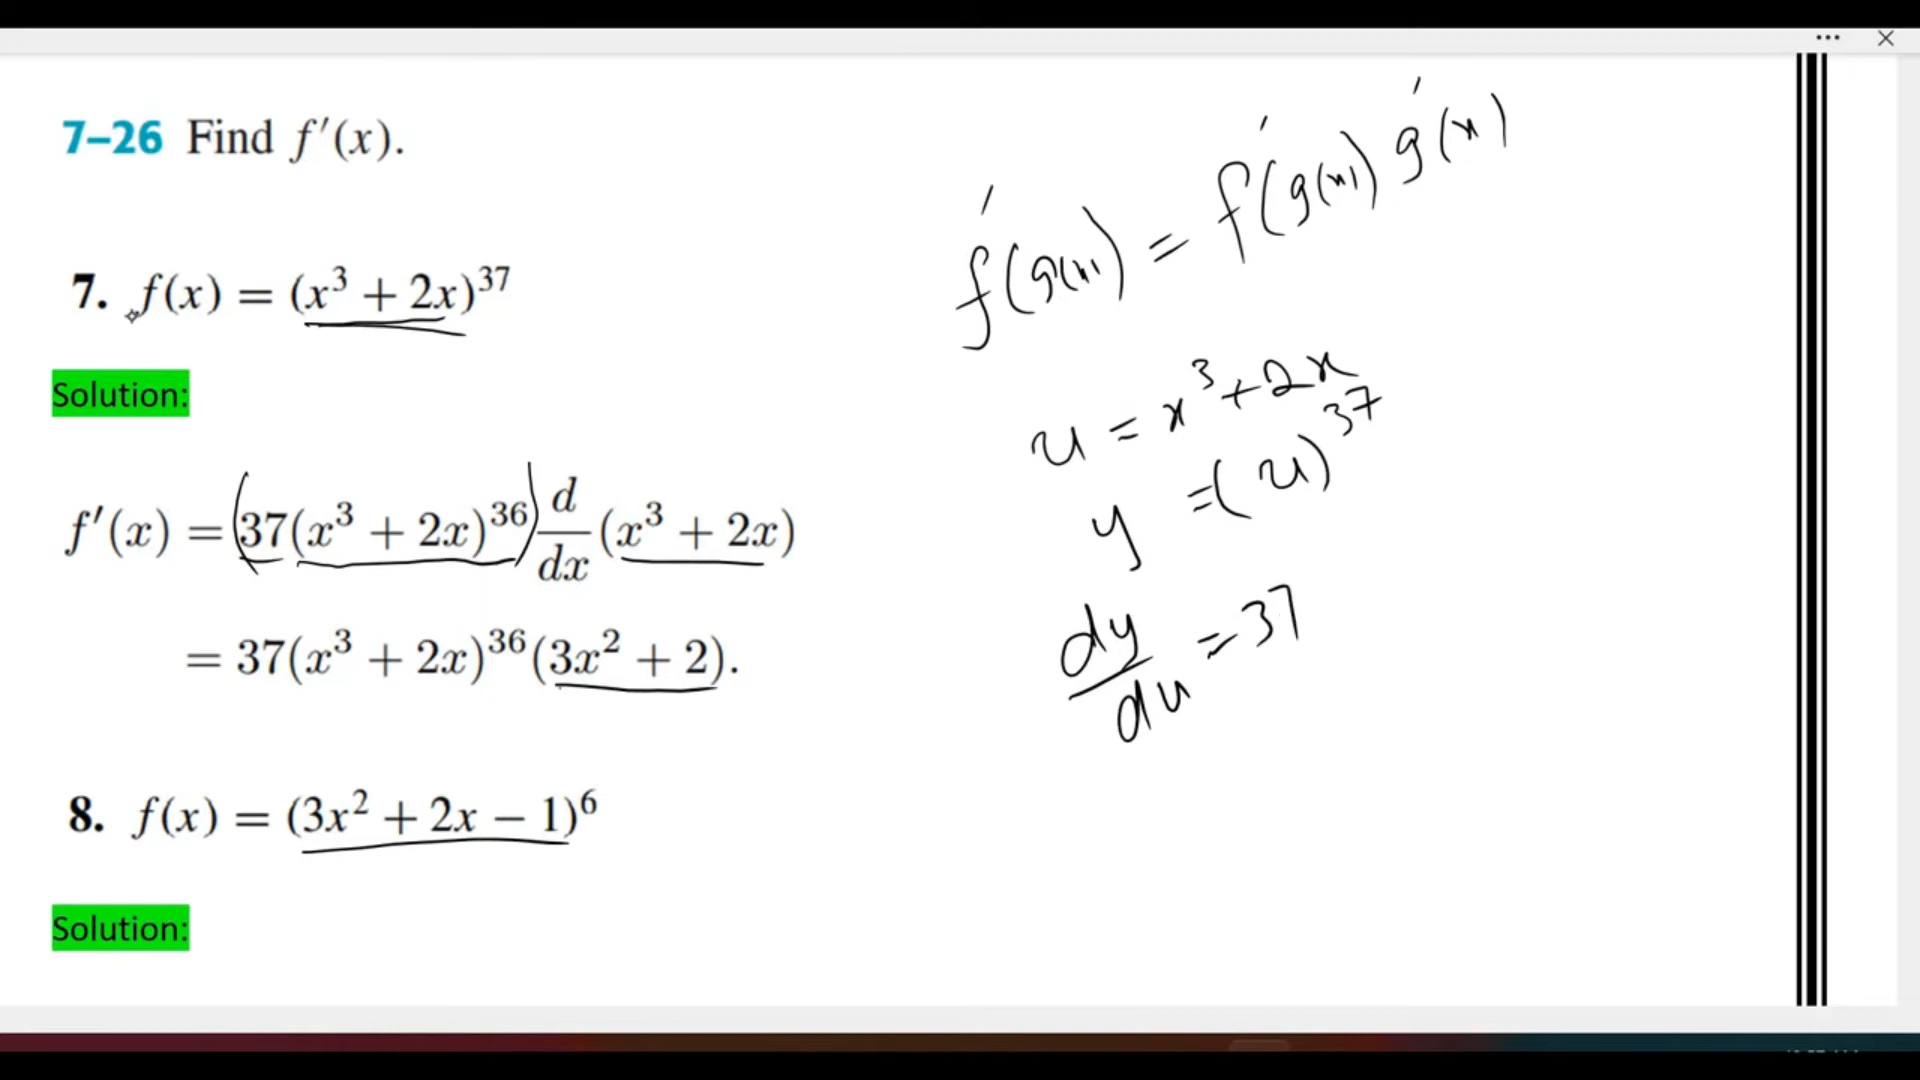 7–26 Find f′(x).
7. f(x) = (x³ + 2x)³⁷
Solution:
f′(x) = (37(x³ + 2x)³⁶) d/dx (x³ + 2x)
= 37(x³ + 2x)³⁶(3x² + 2).
8. f(x) = (3x² + 2x − 1)⁶
Solution:
f′(g(x)) = f′(g(x)) g′(x)
u = x³+2x
y = (u)³⁷
dy/du = 37